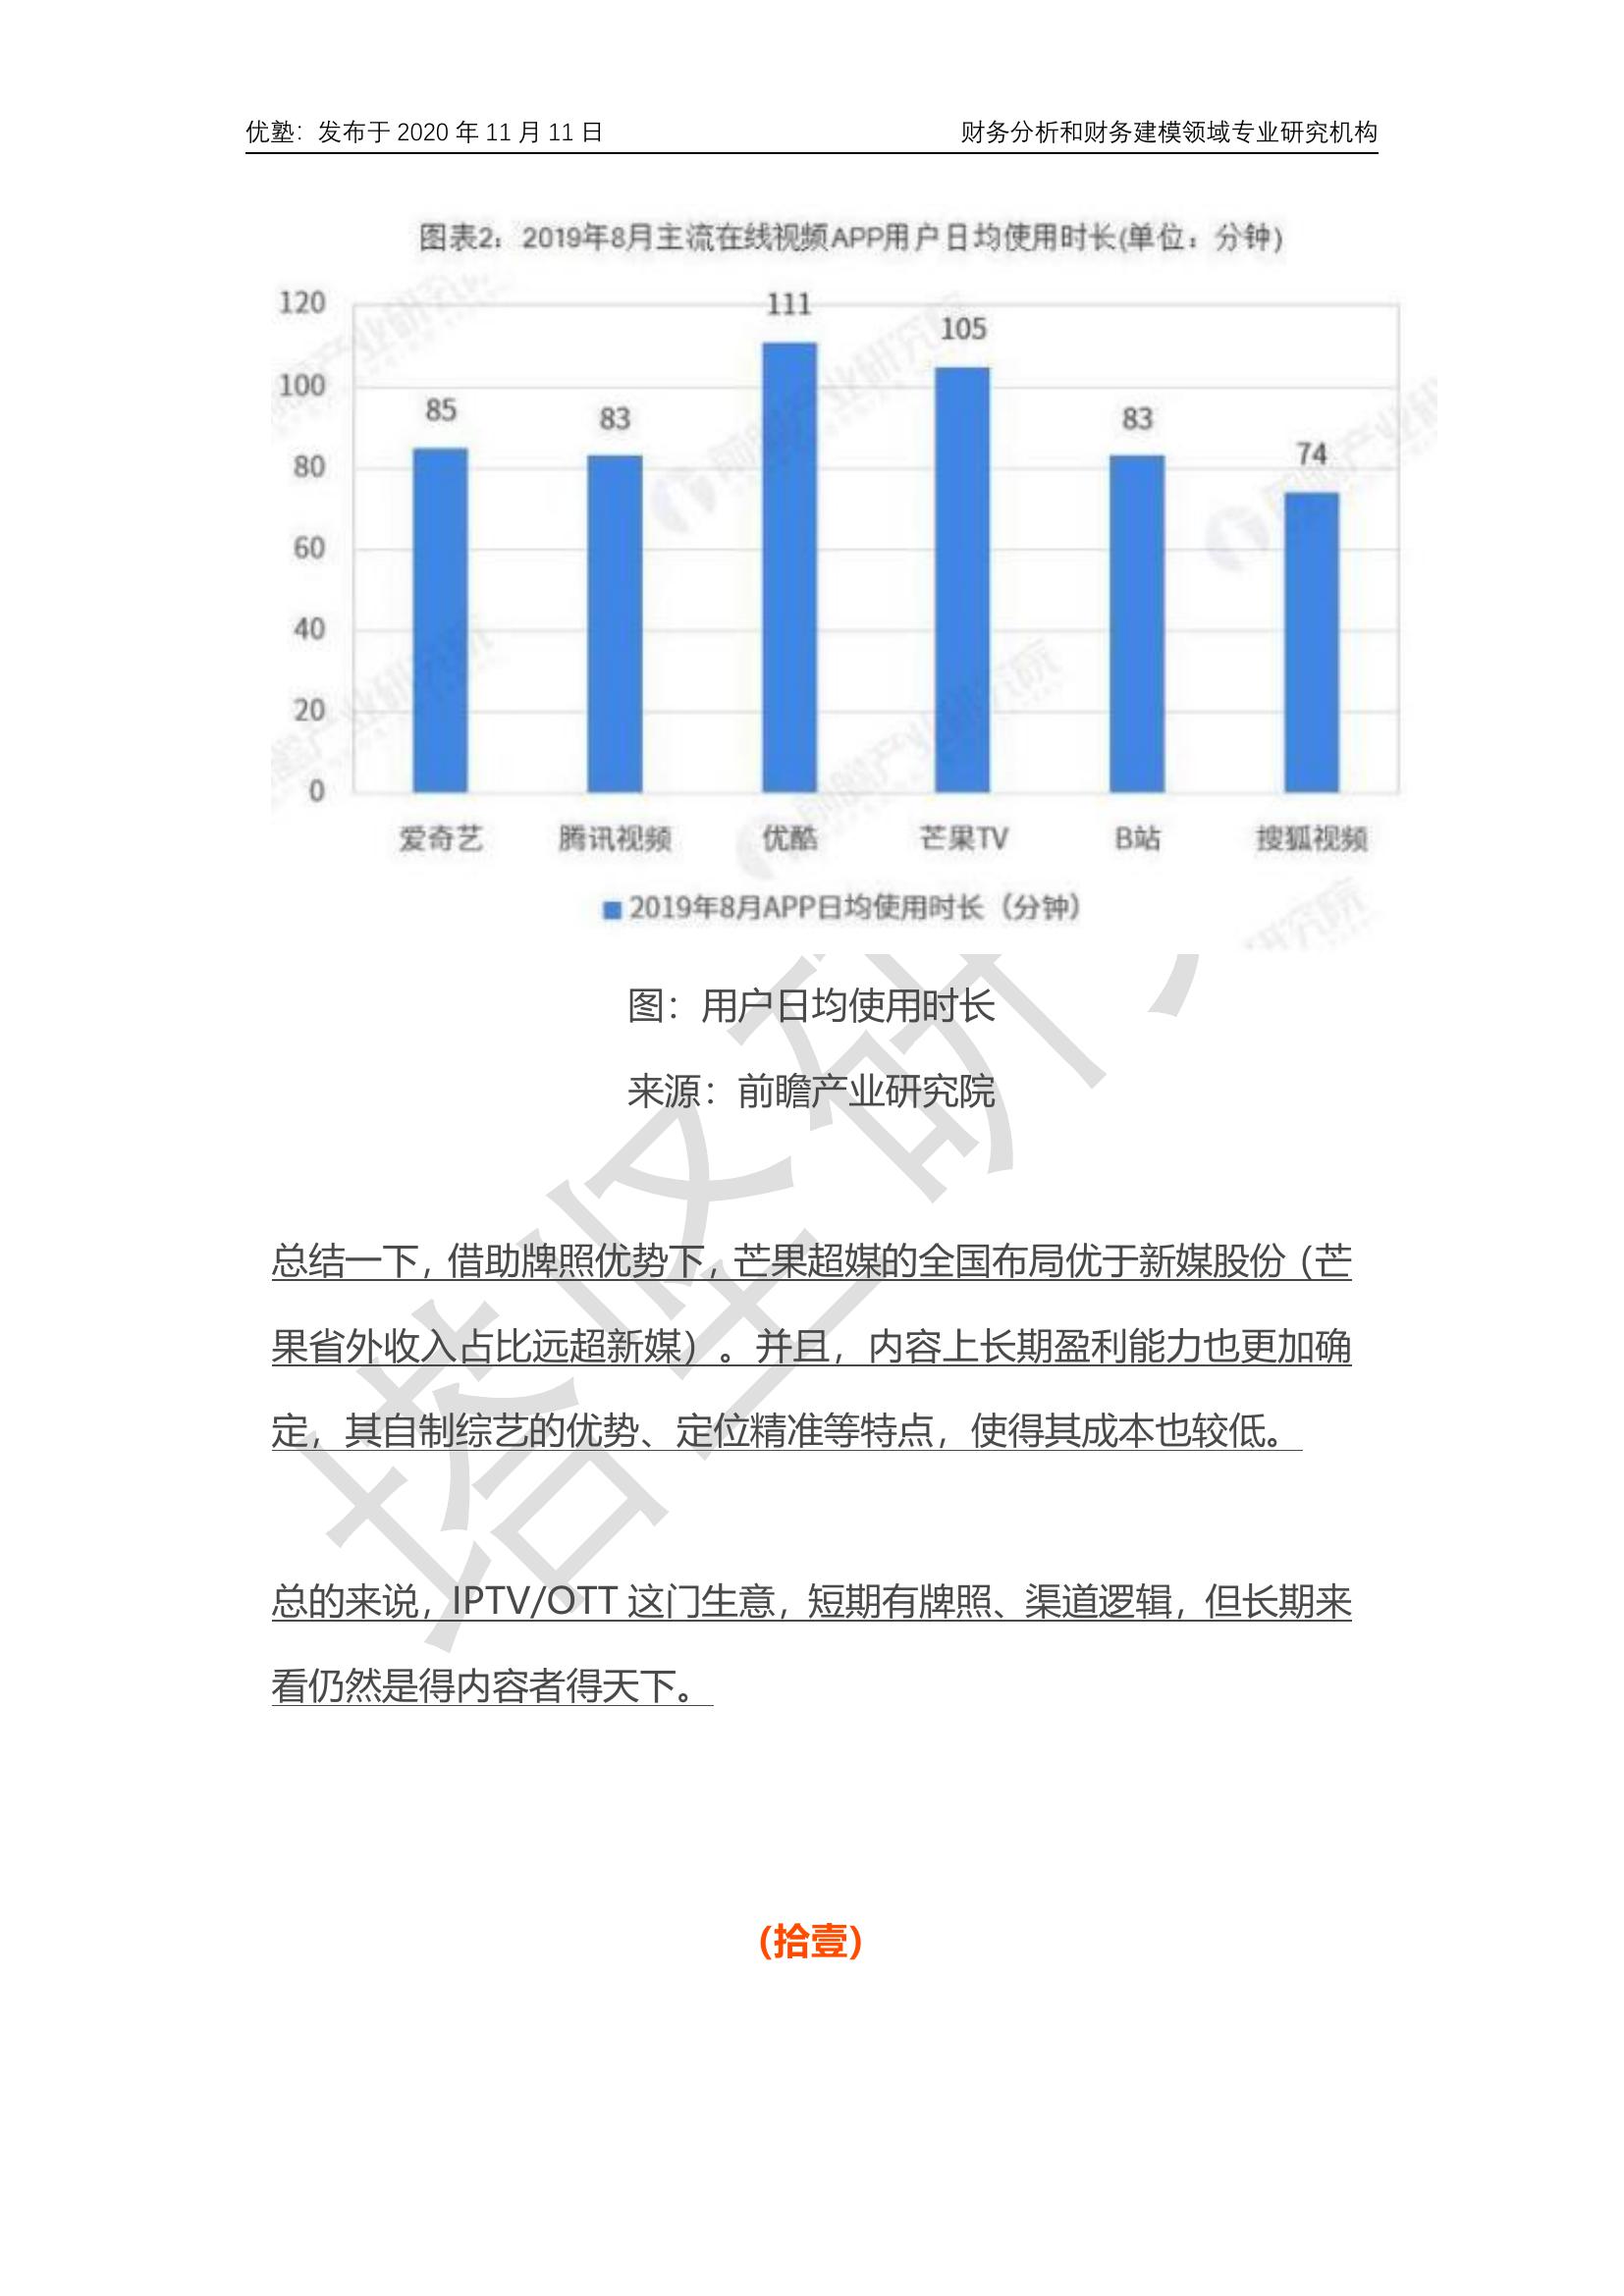 优塾：发布于 2020 年 11 月 11 日 财务分析和财务建模领域专业研究机构
图表2：2019年8月主流在线视频APP用户日均使用时长(单位：分钟)
120
100
80
60
40
20
0
85
83
111
105
83
74
爱奇艺 腾讯视频 优酷 芒果TV B站 搜狐视频
2019年8月APP日均使用时长（分钟）
前瞻产业研究院
图：用户日均使用时长
来源：前瞻产业研究院
总结一下，借助牌照优势下，芒果超媒的全国布局优于新媒股份（芒
果省外收入占比远超新媒）。并且，内容上长期盈利能力也更加确
定，其自制综艺的优势、定位精准等特点，使得其成本也较低。
总的来说，IPTV/OTT 这门生意，短期有牌照、渠道逻辑，但长期来
看仍然是得内容者得天下。
(拾壹)
塔坚研